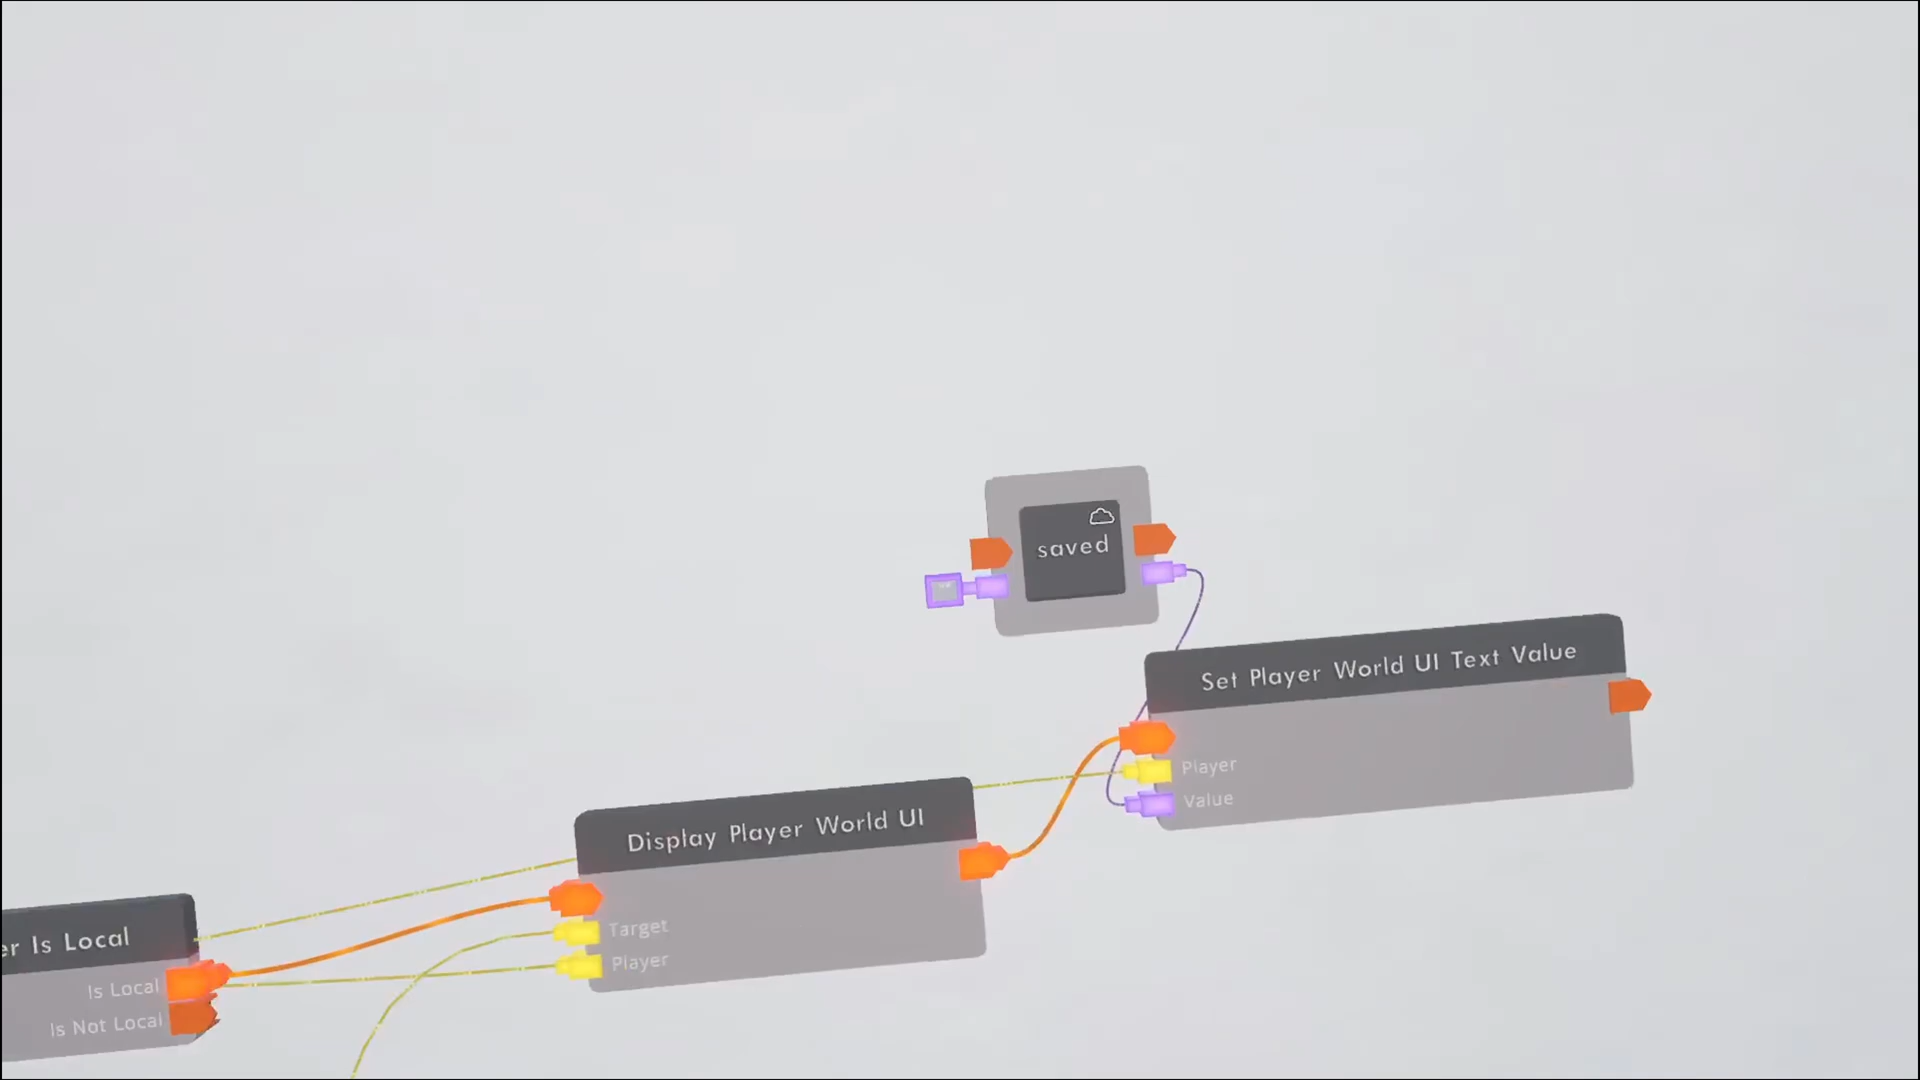 saved
Set Player World UI Text Value
Player
Value
Display Player World UI
Target
Player
er Is Local
Is Local
Is Not Local